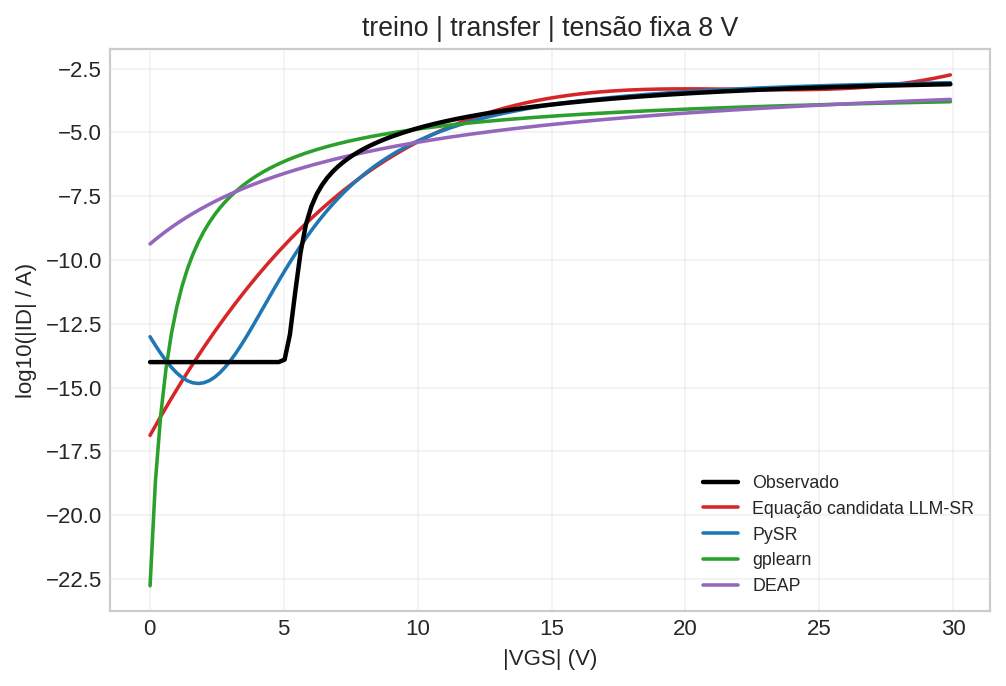 treino | transfer | tensão fixa 8 V
log10(|ID| / A)
−2.5
−5.0
−7.5
−10.0
−12.5
−15.0
−17.5
−20.0
−22.5
Observado
Equação candidata LLM-SR
PySR
gplearn
DEAP
0 5 10 15 20 25 30
|VGS| (V)